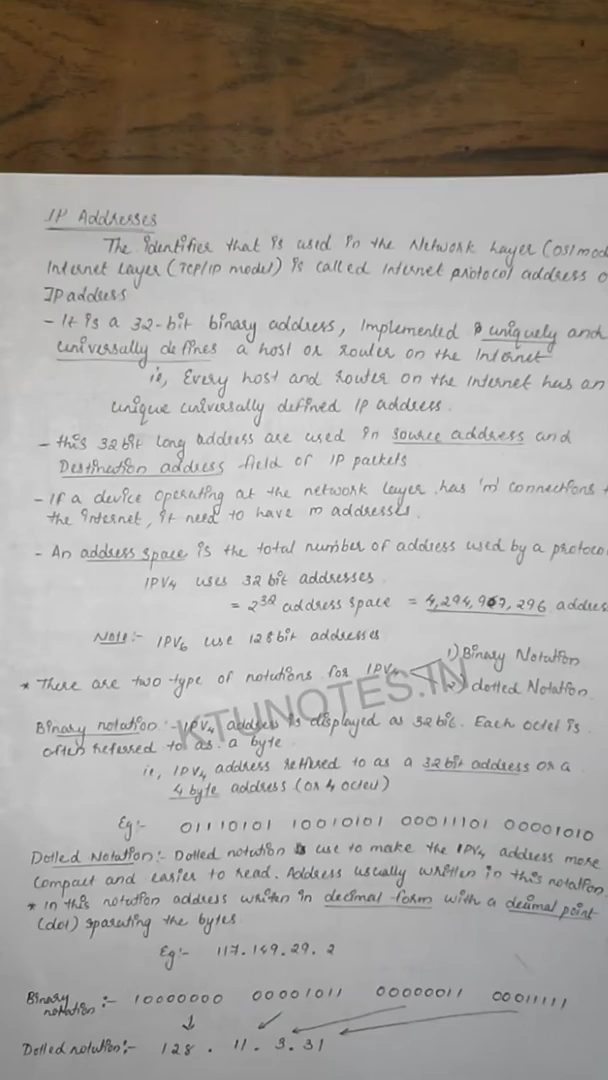 IP Addresses
The identifier that is used in the Network Layer (OSI mod
Internet Layer (TCP/IP model) is called Internet protocol address o
IP address
- It is a 32-bit binary address, Implemented uniquely and
universally defines a host or router on the Internet
ie, Every host and router on the internet has an
unique universally defined IP address.
- this 32 bit long address are used in source address and
Destination address field of IP packets
- If a device operating at the network layer has 'm' connections t
the internet, it need to have m addresses.
- An address space is the total number of address used by a protoco
IPV4 uses 32 bit addresses
= 2^32 address space = 4,294,967,296 addres
Note:- IPV6 use 128 bit addresses
* There are two type of notations for IPV4 1) Binary Notation
2) dotted Notation
KTUNOTES.IN
Binary notation:- IPV4 address is displayed as 32 bit. Each octet is
often referred to as a byte
ie, IPV4 address reffered to as a 32 bit address or a
4 byte address (or 4 octet)
Eg:- 01110101 10010101 00011101 00001010
Dotted Notation:- Dotted notation is use to make the IPV4 address more
compact and easier to read. Address usually written in this notation
* in this notation address written in decimal form with a decimal point
(dot) sparating the bytes
Eg:- 117.149.29.2
Binary notation:- 10000000 00001011 00000011 00011111
Dotted notation:- 128 . 11 . 3 . 31